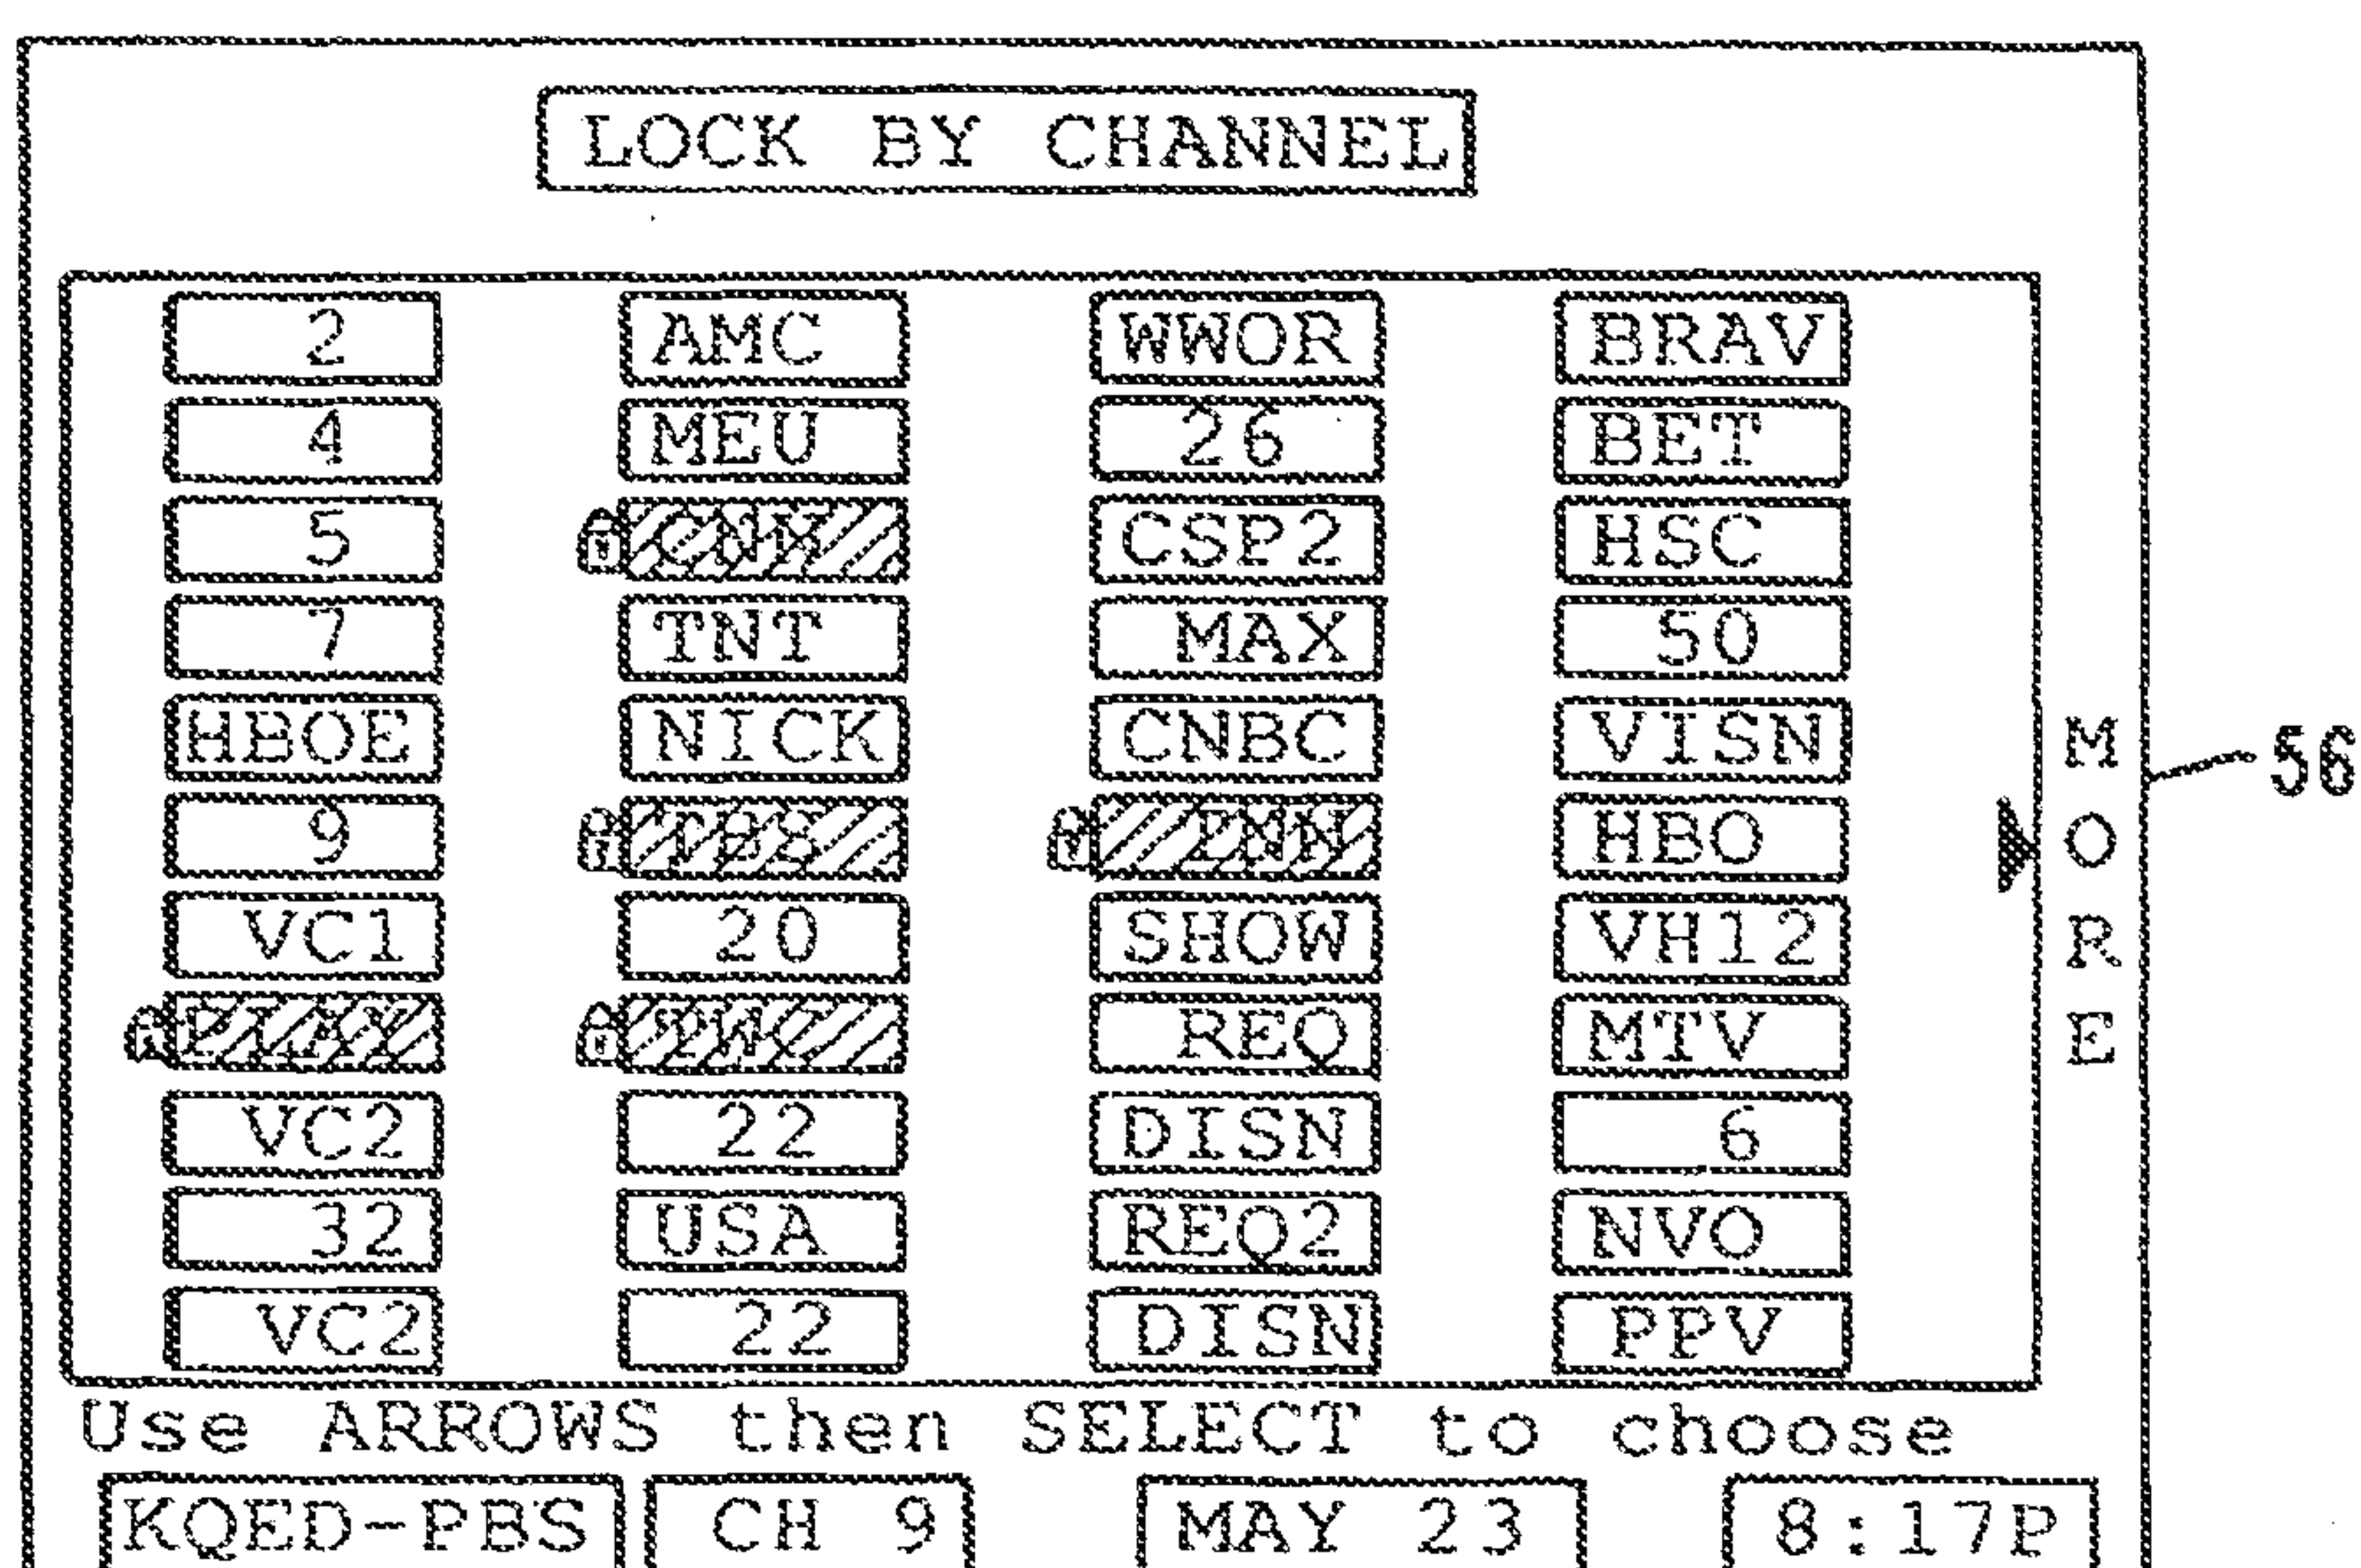 LOCK BY CHANNEL
2 AMC WWOR BRAV
4 MEU 26 BET
5 CSP2 HSC
7 TNT MAX 50
HBOE NICK CNBC VISN
9 TBS HBO
VC1 20 SHOW VH12
PLAY REQ MTV
VC2 22 DISN 6
32 USA REQ2 NVO
VC2 22 DISN PPV
MORE
56
Use ARROWS then SELECT to choose
KQED-PBS CH 9 MAY 23 8:17P